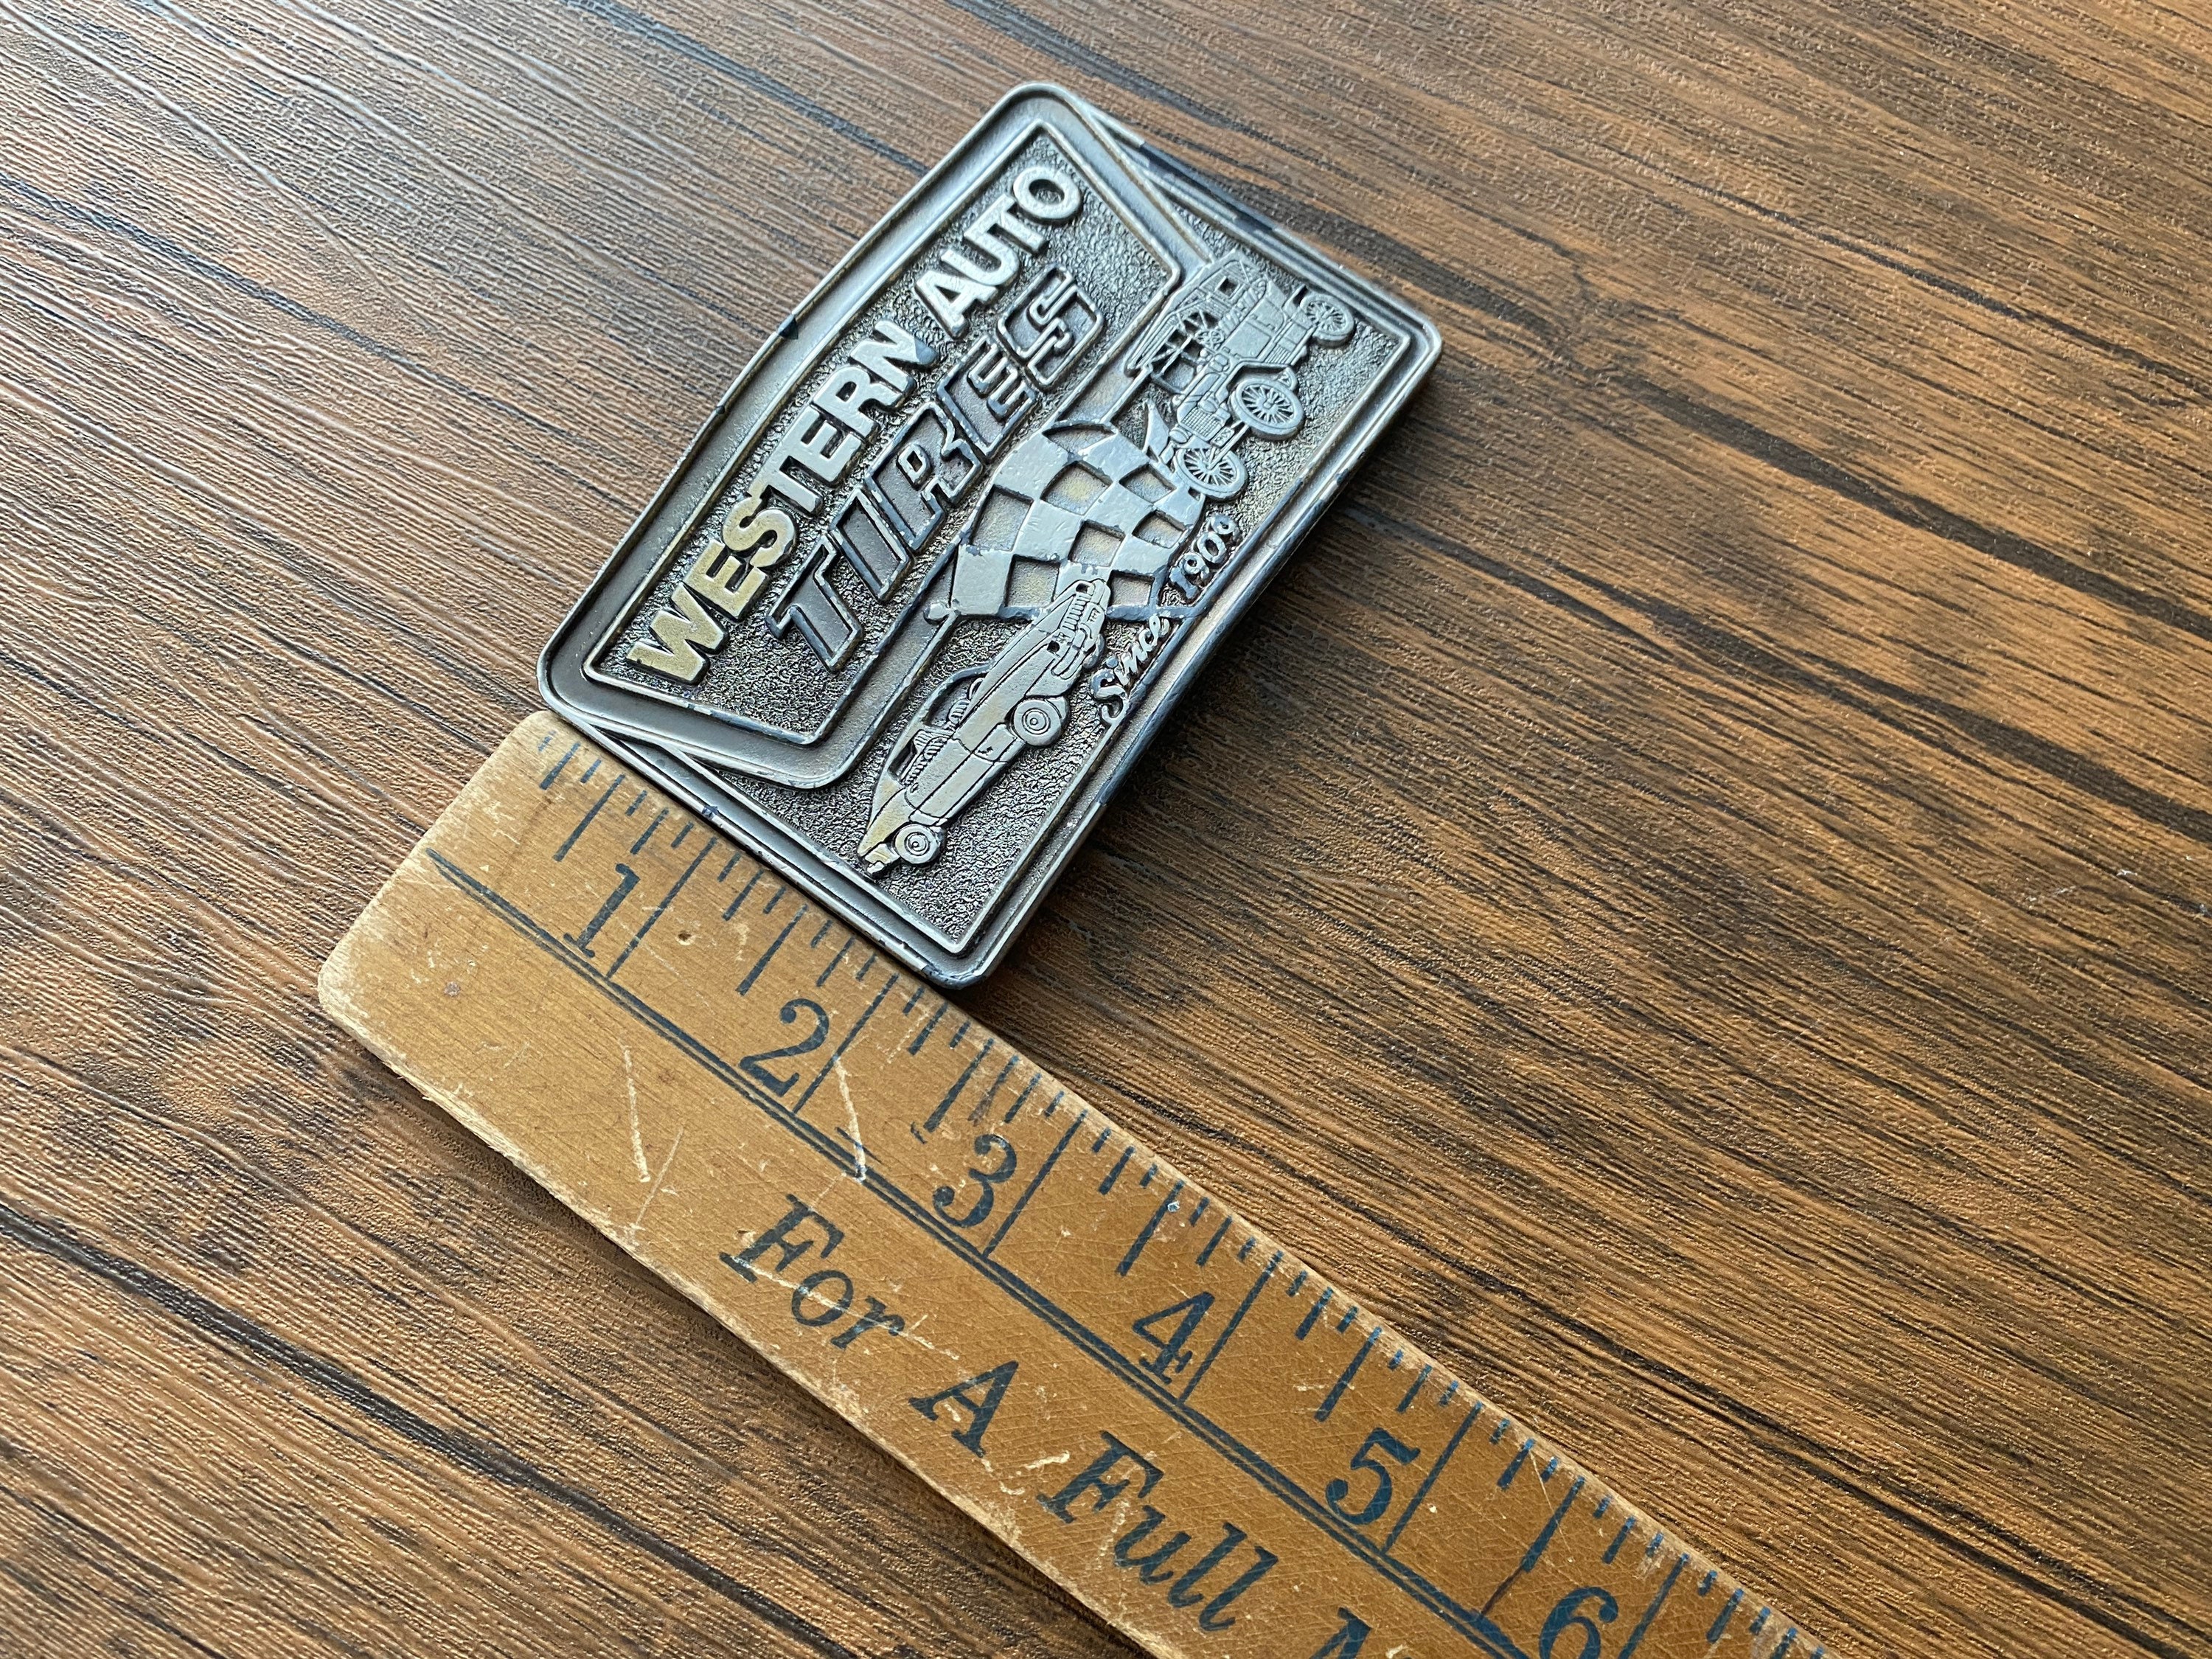 WESTERN AUTO
TIRES
Since 1909
1 2 3 4 5 6
For A Full